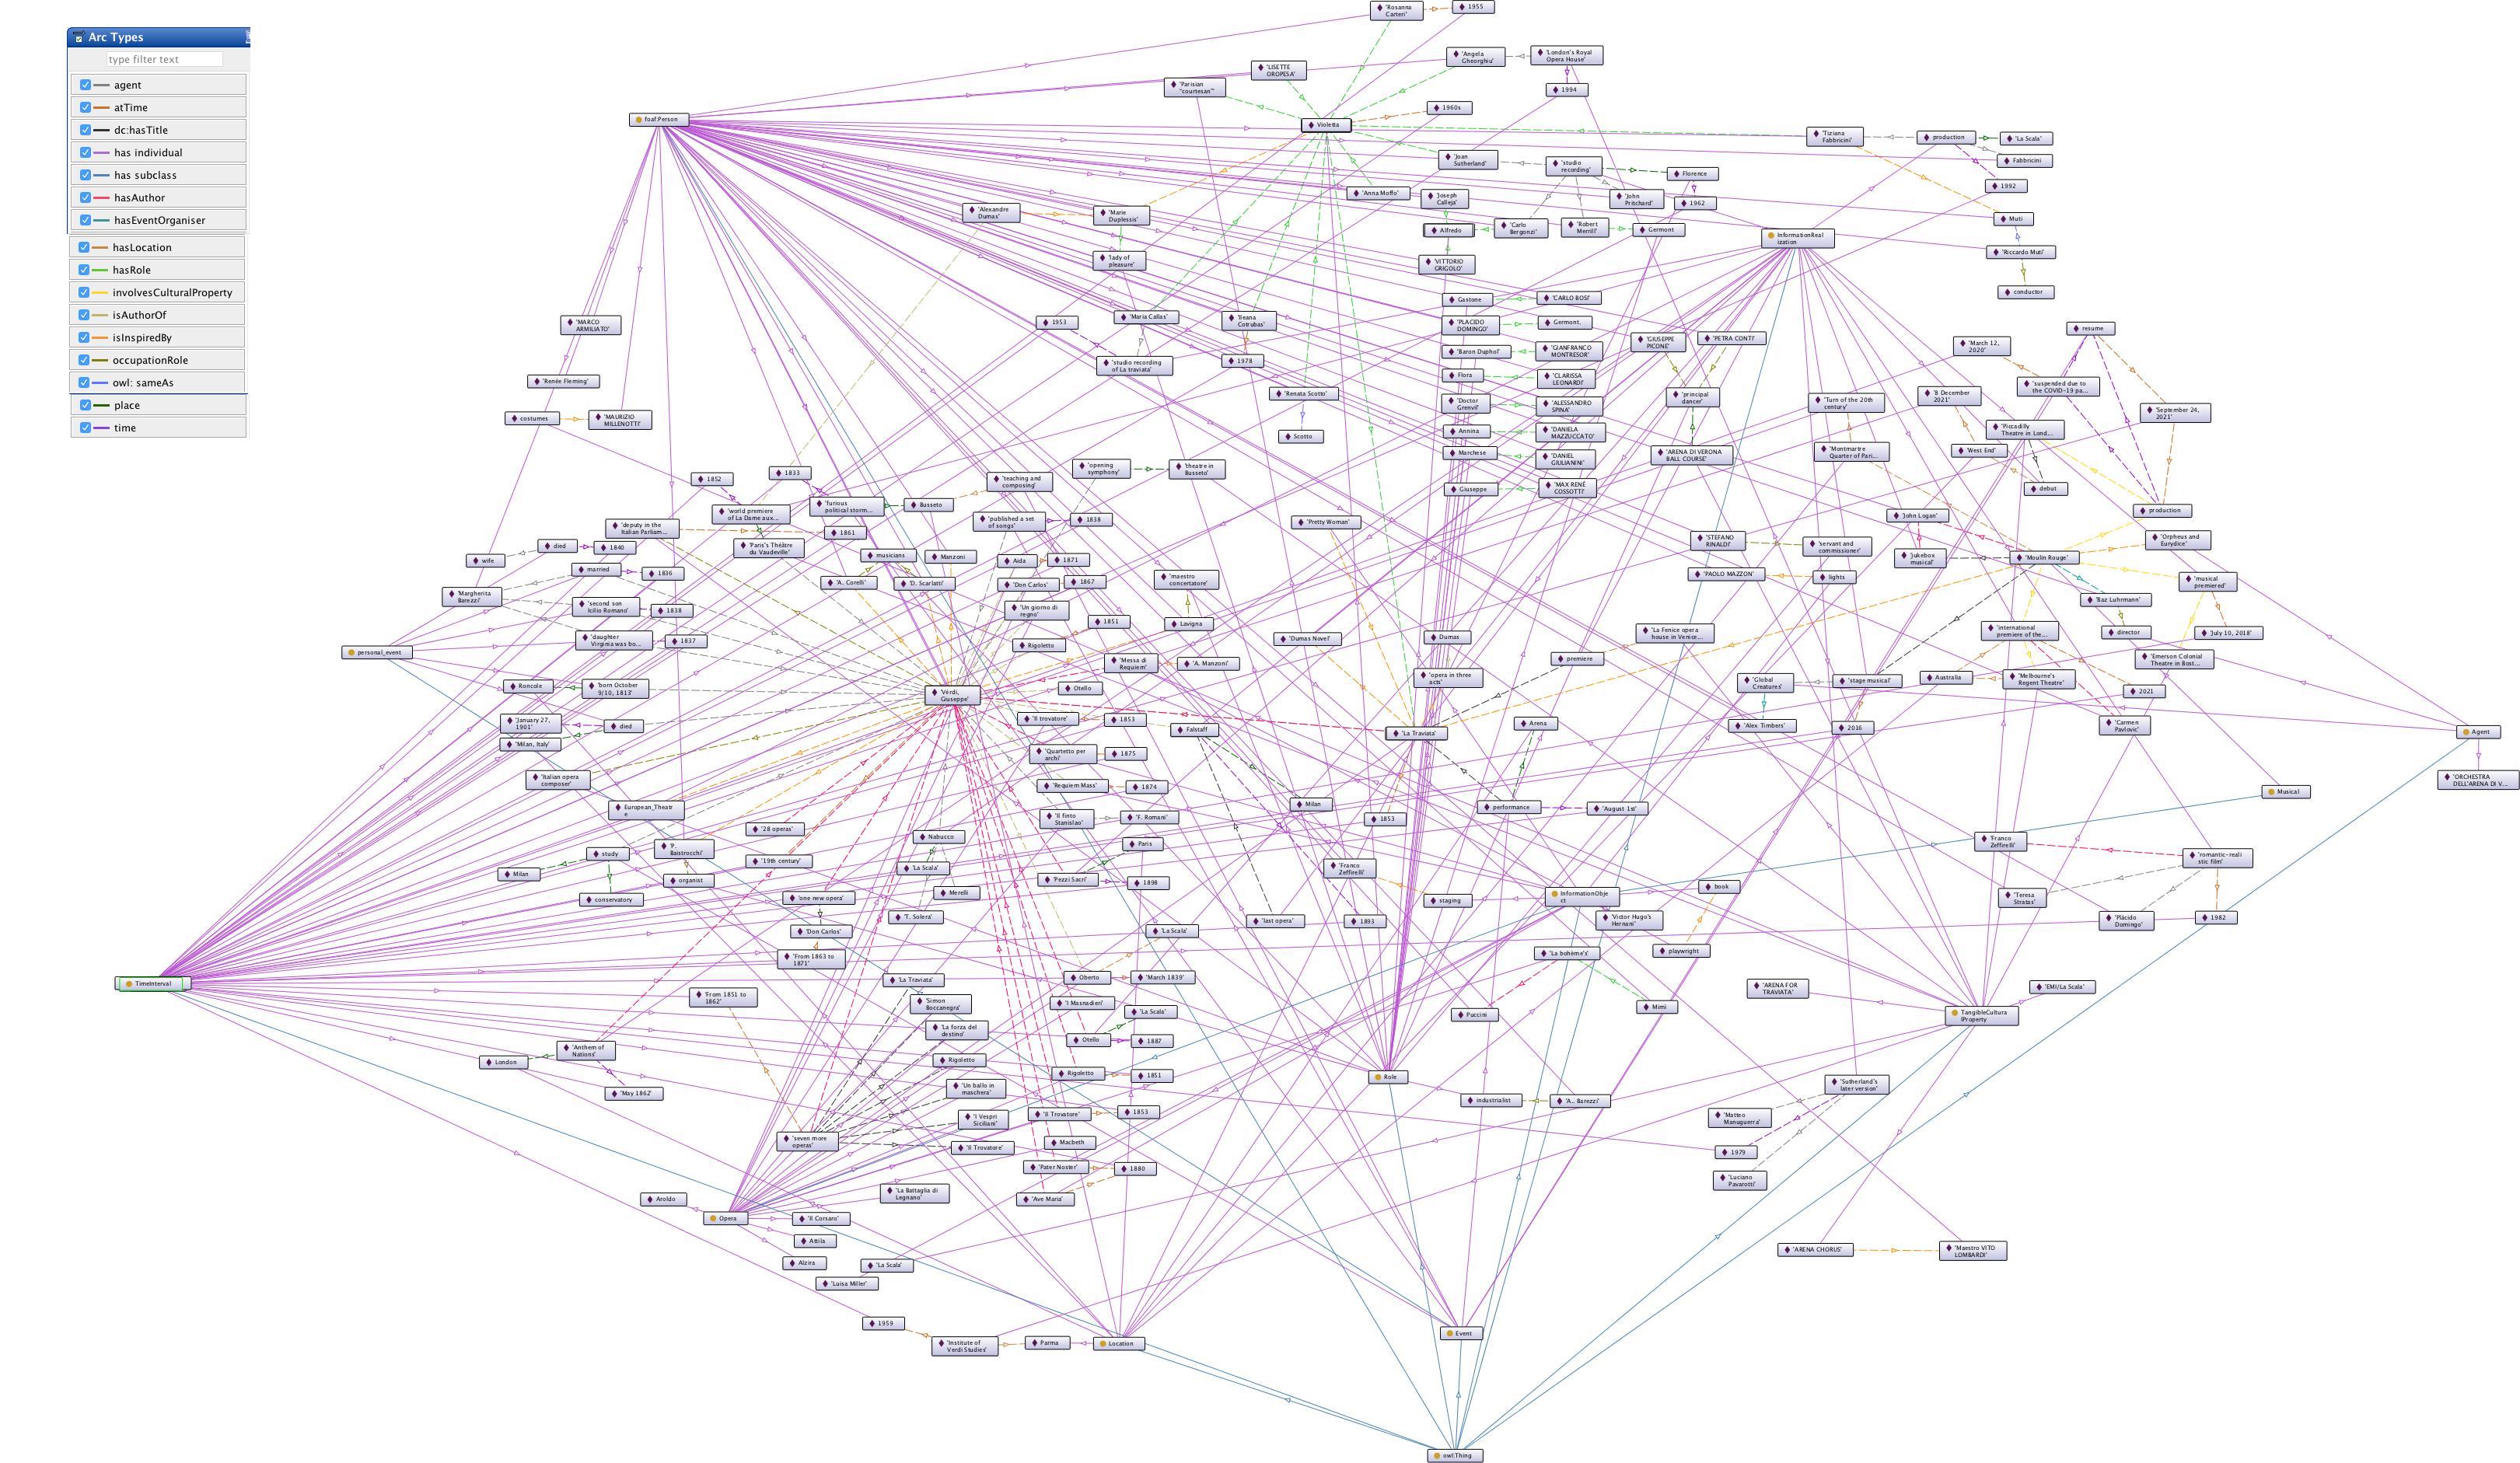 Arc Types
type filter text
agent
atTime
dc:hasTitle
has individual
has subclass
hasAuthor
hasEventOrganiser
hasLocation
hasRole
involvesCulturalProperty
isAuthorOf
isInspiredBy
occupationRole
owl: sameAs
place
time
'Rosanna
Carteri'
1955
'Angela
Gheorghiu'
'London's Royal
Opera House'
'LISETTE
OROPESA'
'Parisian
"courtesan"'
1994
1960s
foaf:Person
Violetta
'Tiziana
Fabbricini'
production
'La Scala'
Fabbricini
'Joan
Sutherland'
'studio
recording'
Florence
1992
'Anna Moffo'
'Joseph
Calleja'
'John
Pritchard'
1962
'Alexandre
Dumas'
'Marie
Duplessis'
Alfredo
'Carlo
Bergonzi'
'Robert
Merrill'
Germont
Muti
InformationReal
ization
'Riccardo Muti'
conductor
'lady of
pleasure'
'VITTORIO
GRIGOLO'
Gastone
'CARLO BOSI'
'MARCO
ARMILIATO'
1953
'Maria Callas'
'Ileana
Cotrubas'
'PLACIDO
DOMINGO'
Germont,
resume
'GIUSEPPE
PICONE'
'PETRA CONTI'
'March 12,
2020'
'studio recording
of La traviata'
1978
'Baron Duphol'
'GIANFRANCO
MONTRESOR'
'Renée Fleming'
Flora
'CLARISSA
LEONARDI'
'Renata Scotto'
'principal
dancer'
'suspended due to
the COVID-19 pa...
'Doctor
Grenvil'
'ALESSANDRO
SPINA'
'Turn of the 20th
century'
'8 December
2021'
'September 24,
2021'
costumes
'MAURIZIO
MILLENOTTI'
Scotto
Annina
'DANIELA
MAZZUCCATO'
'Piccadilly
Theatre in Lond...
Marchese
'DANIEL
GIULIANINI'
'ARENA DI VERONA
BALL COURSE'
'Montmartre
Quarter of Pari...
'West End'
1852
1833
'opening
symphony'
'theatre in
Busseto'
'teaching and
composing'
Giuseppe
'MAX RENÉ
COSSOTTI'
debut
'world premiere
of La Dame aux...
'furious
political storm...
Busseto
production
'deputy in the
Italian Parliam...
'published a set
of songs'
1838
'Pretty Woman'
'John Logan'
1861
'Paris's Théâtre
du Vaudeville'
died
1840
wife
musicians
Manzoni
Aida
1871
'STEFANO
RINALDI'
'servant and
commissioner'
'Jukebox
musical'
'Moulin Rouge'
'Orpheus and
Eurydice'
married
1836
'A. Corelli'
'D. Scarlatti'
'Don Carlos'
1867
'maestro
concertatore'
'PAOLO MAZZON'
lights
'musical
premiered'
'Margherita
Barezzi'
'second son
Icilio Romano'
1838
'Un giorno di
regno'
1851
Lavigna
'Baz Luhrmann'
'daughter
Virginia was bo...
1837
Rigoletto
'Dumas Novel'
Dumas
'La Fenice opera
house in Venice...
'international
premiere of the...
director
'July 10, 2018'
personal_event
'Messa di
Requiem'
'A. Manzoni'
premiere
'Emerson Colonial
Theatre in Bost...
Roncole
'born October
9/10, 1813'
'Verdi,
Giuseppe'
Otello
'opera in three
acts'
'Global
Creatures'
'stage musical'
Australia
'Melbourne's
Regent Theatre'
2021
'January 27,
1901'
died
'Il trovatore'
1853
Falstaff
'La Traviata'
Arena
'Alex Timbers'
2016
'Carmen
Pavlovic'
Agent
'Milan, Italy'
'Quartetto per
archi'
1875
'Italian opera
composer'
'Requiem Mass'
1874
'ORCHESTRA
DELL'ARENA DI V...
European_Theatr
e
Milan
performance
'August 1st'
Musical
'28 operas'
'Il finto
Stanislao'
'F. Romani'
1853
Nabucco
Paris
'Franco
Zeffirelli'
study
'P.
Baistrocchi'
'19th century'
'La Scala'
'Franco
Zeffirelli'
'romantic-reali
stic film'
Milan
organist
Merelli
'Pezzi Sacri'
1898
conservatory
'one new opera'
staging
InformationObje
ct
book
'Teresa
Stratas'
'T. Solera'
'last opera'
1893
'Victor Hugo's
Hernani'
'Plácido
Domingo'
1982
'Don Carlos'
'La Scala'
'From 1863 to
1871'
'La bohème's'
playwright
TimeInterval
'La Traviata'
Oberto
'March 1839'
'From 1851 to
1862'
'Simon
Boccanegra'
'I Masnadieri'
'La Scala'
Puccini
Mimì
'ARENA FOR
TRAVIATA'
'EMI/La Scala'
TangibleCultura
lProperty
'La forza del
destino'
Otello
1887
London
'Anthem of
Nations'
Rigoletto
Rigoletto
1851
Role
'May 1862'
'Un ballo in
maschera'
'Sutherland's
later version'
industrialist
'A.. Barezzi'
'I Vespri
Siciliani'
'Il Trovatore'
1853
'Matteo
Manuguerra'
'seven more
operas'
'Il Trovatore'
Macbeth
1979
'Pater Noster'
1880
'Luciano
Pavarotti'
Aroldo
'La Battaglia di
Legnano'
'Ave Maria'
Opera
'Il Corsaro'
Attila
'ARENA CHORUS'
'Maestro VITO
LOMBARDI'
Alzira
'La Scala'
'Luisa Miller'
1959
'Institute of
Verdi Studies'
Parma
Location
Event
owl:Thing